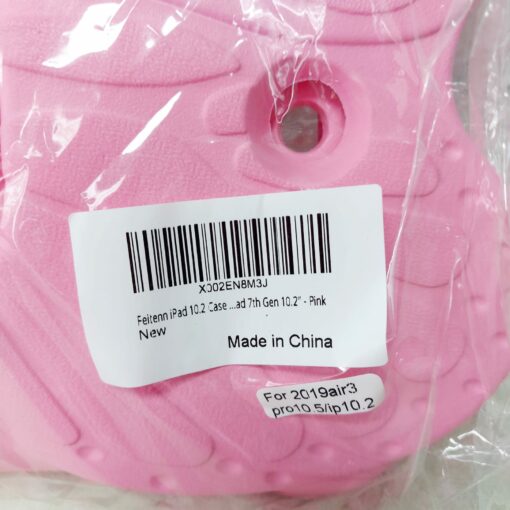 X002EN8M3J
Feitenn iPad 10.2 Case ...ad 7th Gen 10.2" - Pink
New
Made in China
For 2019air3
pro10.5/ip10.2